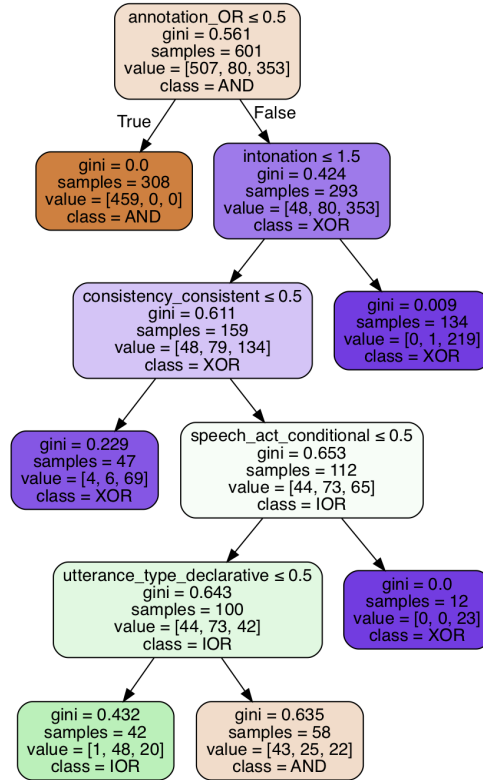 annotation_OR ≤ 0.5
gini = 0.561
samples = 601
value = [507, 80, 353]
class = AND
True
False
gini = 0.0
samples = 308
value = [459, 0, 0]
class = AND
intonation ≤ 1.5
gini = 0.424
samples = 293
value = [48, 80, 353]
class = XOR
consistency_consistent ≤ 0.5
gini = 0.611
samples = 159
value = [48, 79, 134]
class = XOR
gini = 0.009
samples = 134
value = [0, 1, 219]
class = XOR
gini = 0.229
samples = 47
value = [4, 6, 69]
class = XOR
speech_act_conditional ≤ 0.5
gini = 0.653
samples = 112
value = [44, 73, 65]
class = IOR
utterance_type_declarative ≤ 0.5
gini = 0.643
samples = 100
value = [44, 73, 42]
class = IOR
gini = 0.0
samples = 12
value = [0, 0, 23]
class = XOR
gini = 0.432
samples = 42
value = [1, 48, 20]
class = IOR
gini = 0.635
samples = 58
value = [43, 25, 22]
class = AND